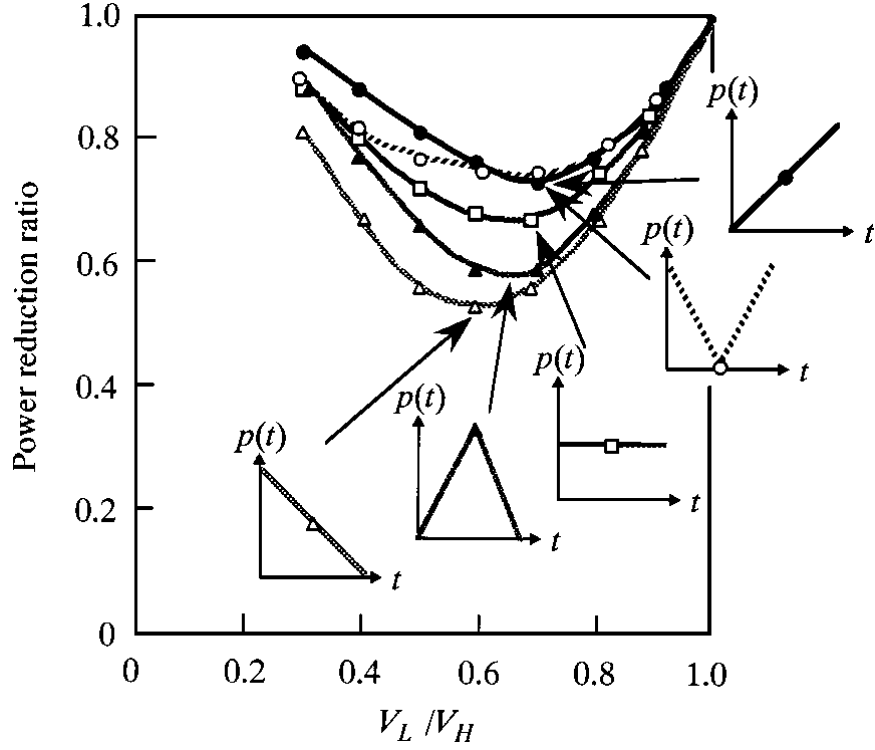 Power reduction ratio
1.0
0.8
0.6
0.4
0.2
0
p(t)
t
p(t)
t
p(t)
t
p(t)
t
p(t)
t
0 0.2 0.4 0.6 0.8 1.0
V_L /V_H